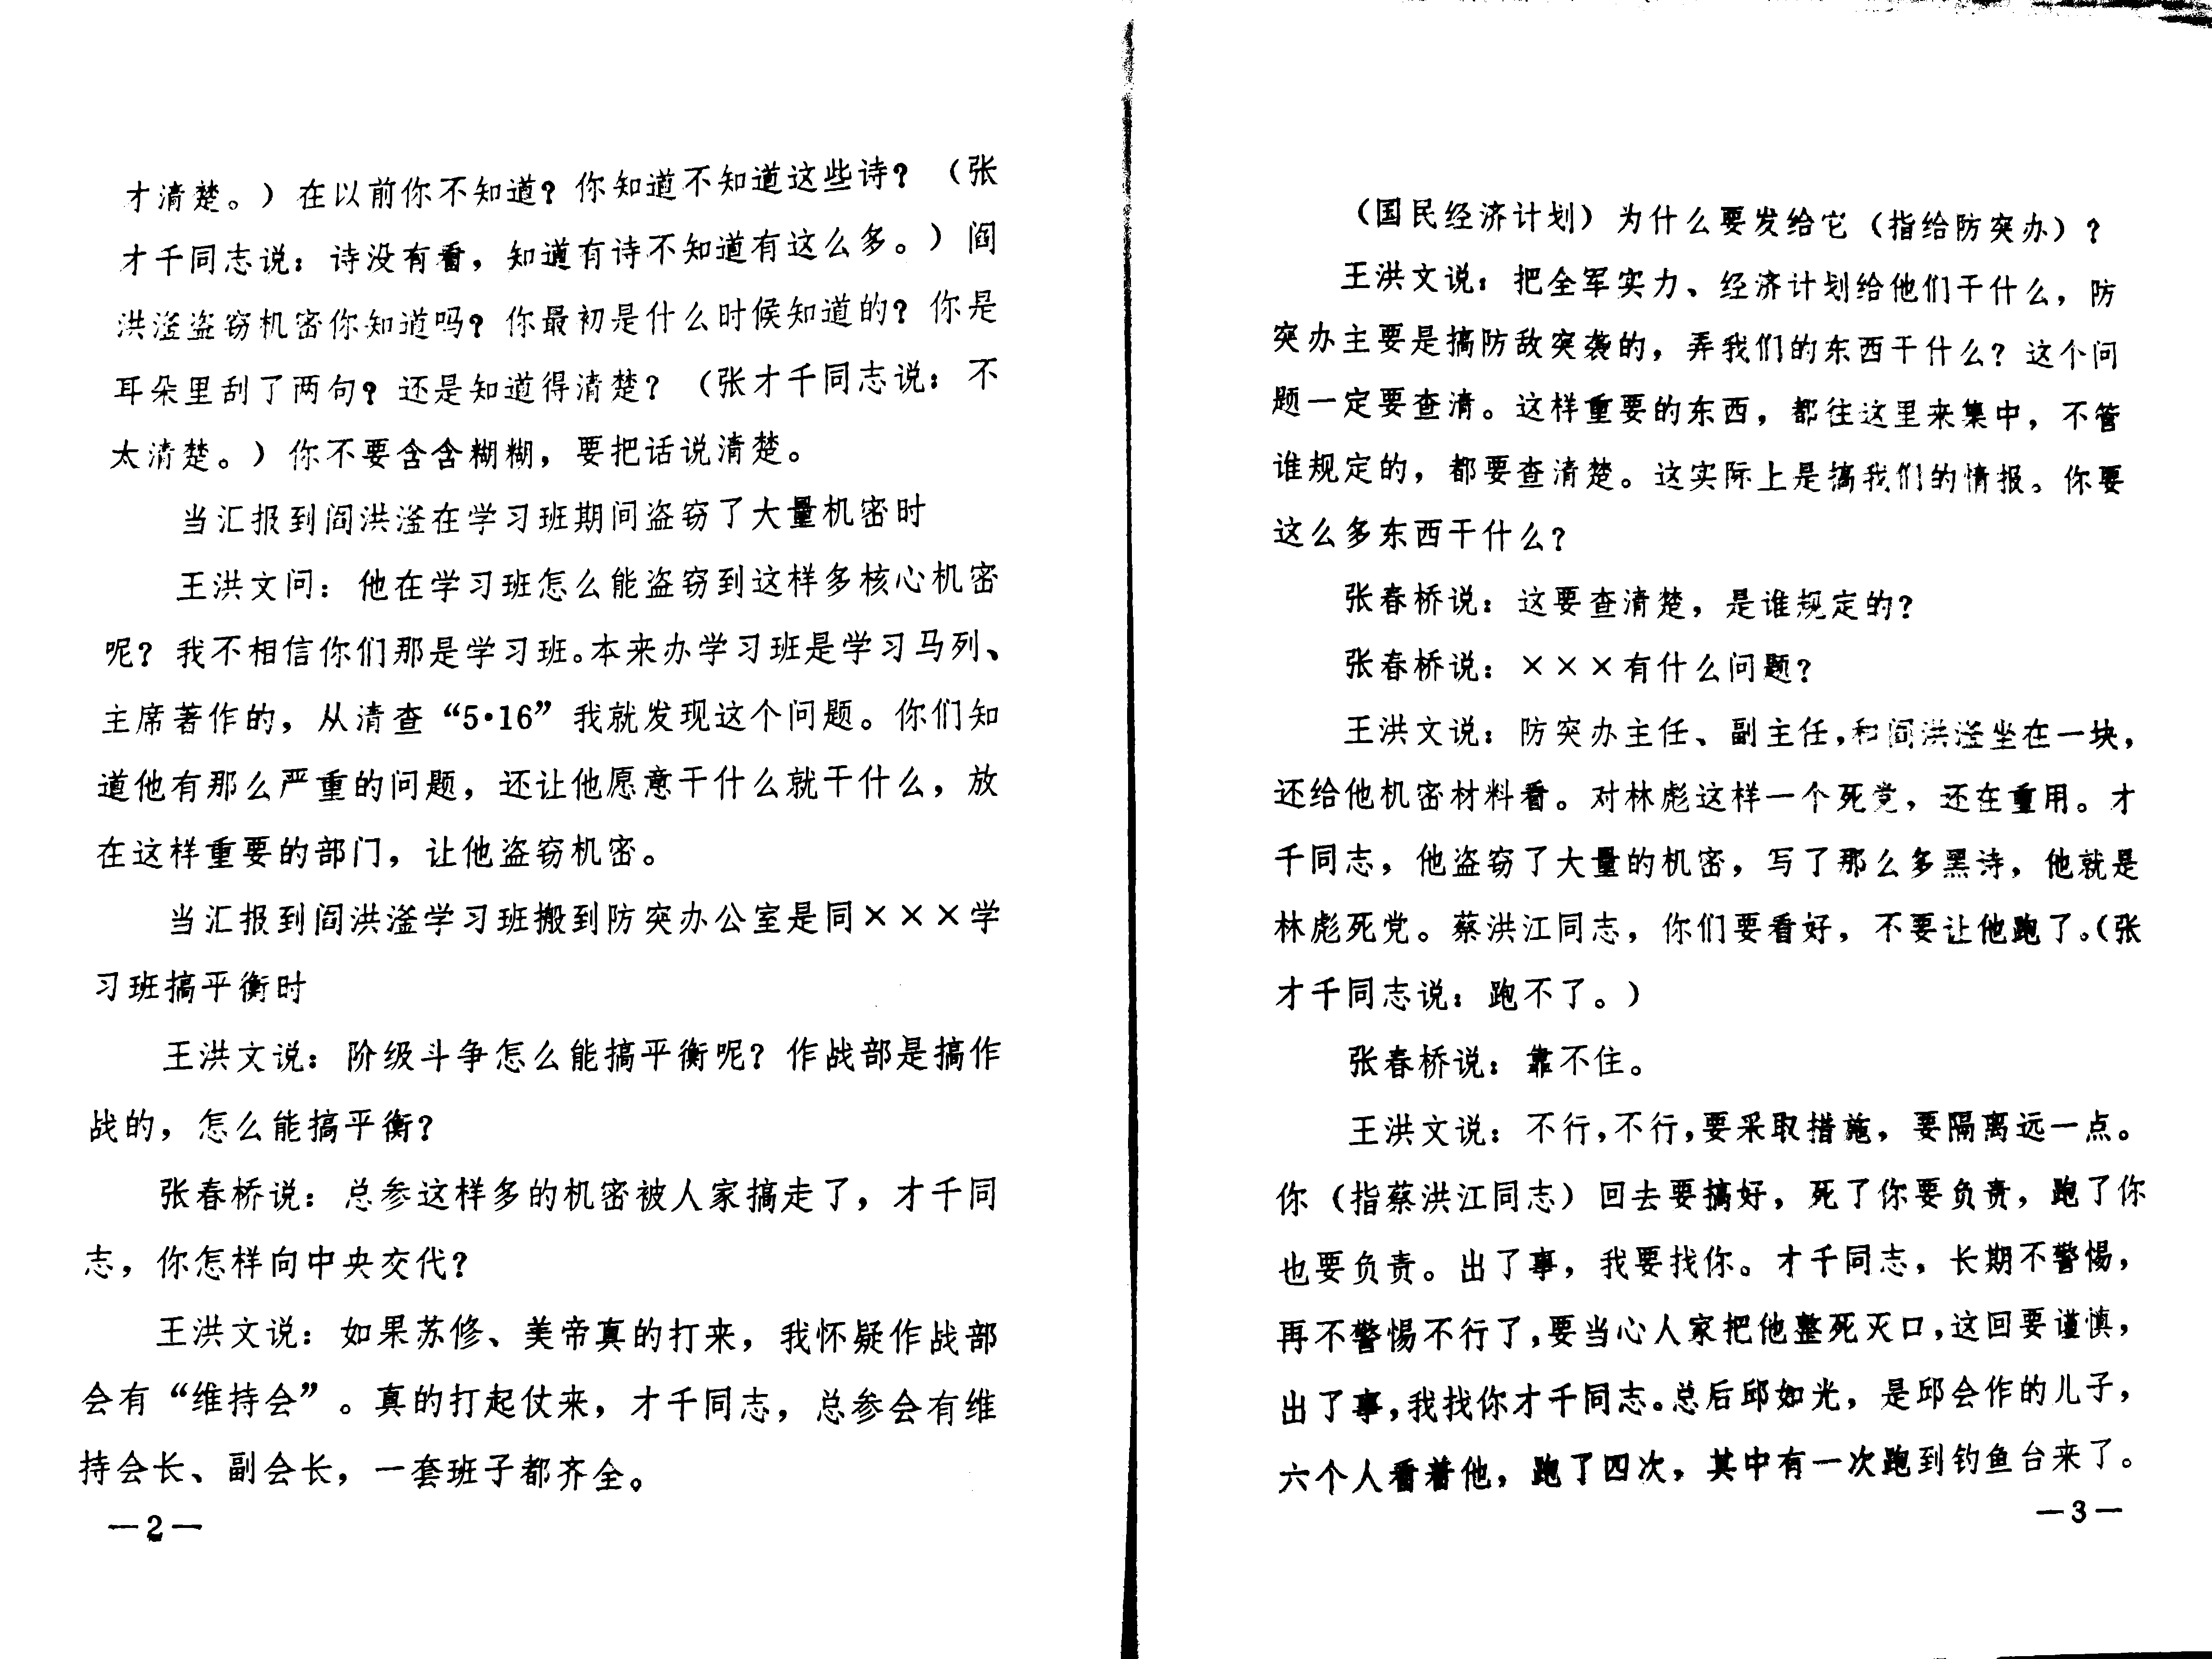 才清楚。）在以前你不知道？你知道不知道这些诗？（张
才千同志说：诗没有看，知道有诗不知道有这么多。）阎
洪滏盗窃机密你知道吗？你最初是什么时候知道的？你是
耳朵里刮了两句？还是知道得清楚？（张才千同志说：不
太清楚。）你不要含含糊糊，要把话说清楚。
当汇报到阎洪滏在学习班期间盗窃了大量机密时
王洪文问：他在学习班怎么能盗窃到这样多核心机密
呢？我不相信你们那是学习班。本来办学习班是学习马列、
主席著作的，从清查“5·16”我就发现这个问题。你们知
道他有那么严重的问题，还让他愿意干什么就干什么，放
在这样重要的部门，让他盗窃机密。
当汇报到阎洪滏学习班搬到防突办公室是同×××学
习班搞平衡时
王洪文说：阶级斗争怎么能搞平衡呢？作战部是搞作
战的，怎么能搞平衡？
张春桥说：总参这样多的机密被人家搞走了，才千同
志，你怎样向中央交代？
王洪文说：如果苏修、美帝真的打来，我怀疑作战部
会有“维持会”。真的打起仗来，才千同志，总参会有维
持会长、副会长，一套班子都齐全。
—2—
（国民经济计划）为什么要发给它（指给防突办）？
王洪文说：把全军实力、经济计划给他们干什么，防
突办主要是搞防敌突袭的，弄我们的东西干什么？这个问
题一定要查清。这样重要的东西，都往这里来集中，不管
谁规定的，都要查清楚。这实际上是搞我们的情报。你要
这么多东西干什么？
张春桥说：这要查清楚，是谁规定的？
张春桥说：×××有什么问题？
王洪文说：防突办主任、副主任，和阎洪滏坐在一块，
还给他机密材料看。对林彪这样一个死党，还在重用。才
千同志，他盗窃了大量的机密，写了那么多黑诗，他就是
林彪死党。蔡洪江同志，你们要看好，不要让他跑了。（张
才千同志说：跑不了。）
张春桥说：靠不住。
王洪文说：不行，不行，要采取措施，要隔离远一点。
你（指蔡洪江同志）回去要搞好，死了你要负责，跑了你
也要负责。出了事，我要找你。才千同志，长期不警惕，
再不警惕不行了，要当心人家把他整死灭口，这回要谨慎，
出了事，我找你才千同志。总后邱如光，是邱会作的儿子，
六个人看着他，跑了四次，其中有一次跑到钓鱼台来了。
—3—